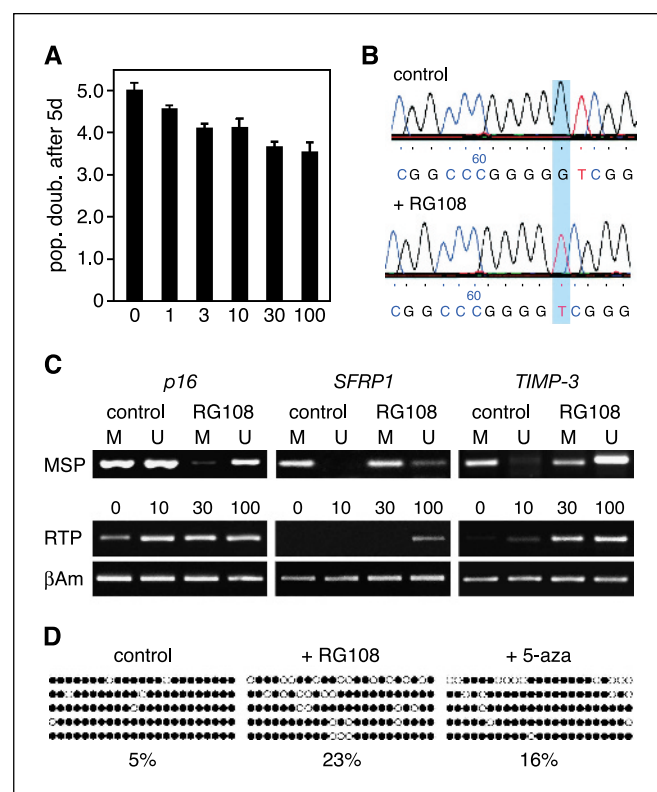 A
pop. doub. after 5d
5.0
4.0
3.0
2.0
1.0
0
0 1 3 10 30 100
B
control
60
CGGCCCGGGGGTCGG
+ RG108
60
CGGCCCGGGGTCGGG
C
p16 SFRP1 TIMP-3
control RG108 control RG108 control RG108
M U M U M U M U M U M U
MSP
0 10 30 100 0 10 30 100 0 10 30 100
RTP
βAm
D
control + RG108 + 5-aza
5% 23% 16%